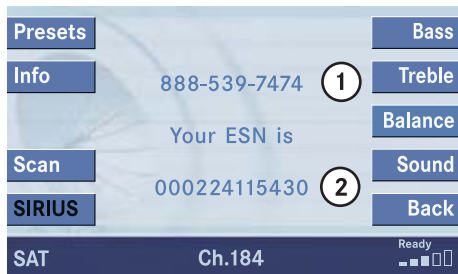 Presets
Bass
Info
888-539-7474
1
Treble
Your ESN is
Balance
Scan
000224115430
2
Sound
SIRIUS
Back
SAT
Ch.184
Ready